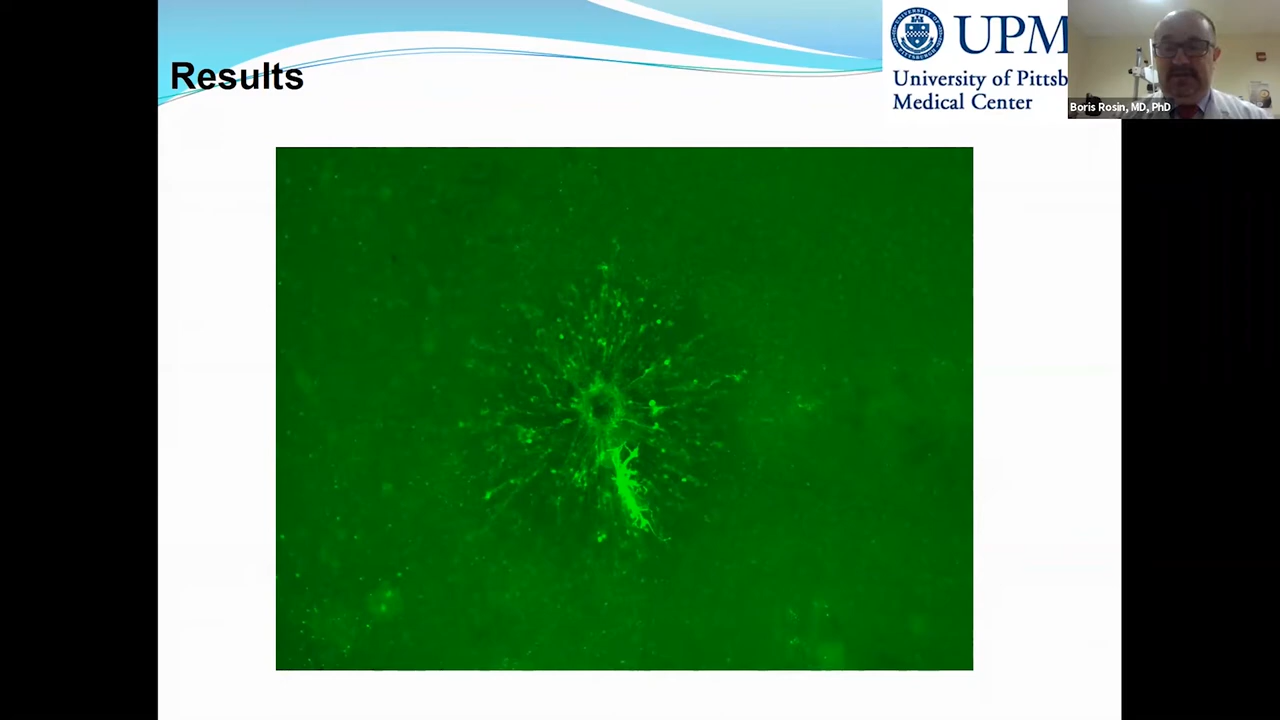 Results
UPM
University of Pittsb
Medical Center
Boris Rosin, MD, PhD